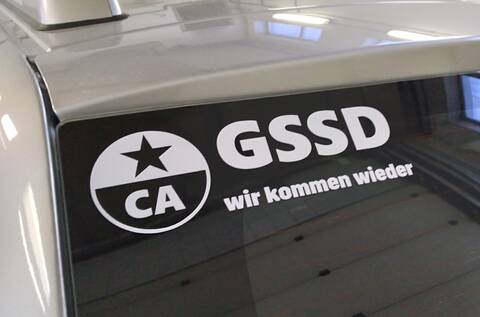 GSSD
CA
wir kommen wieder